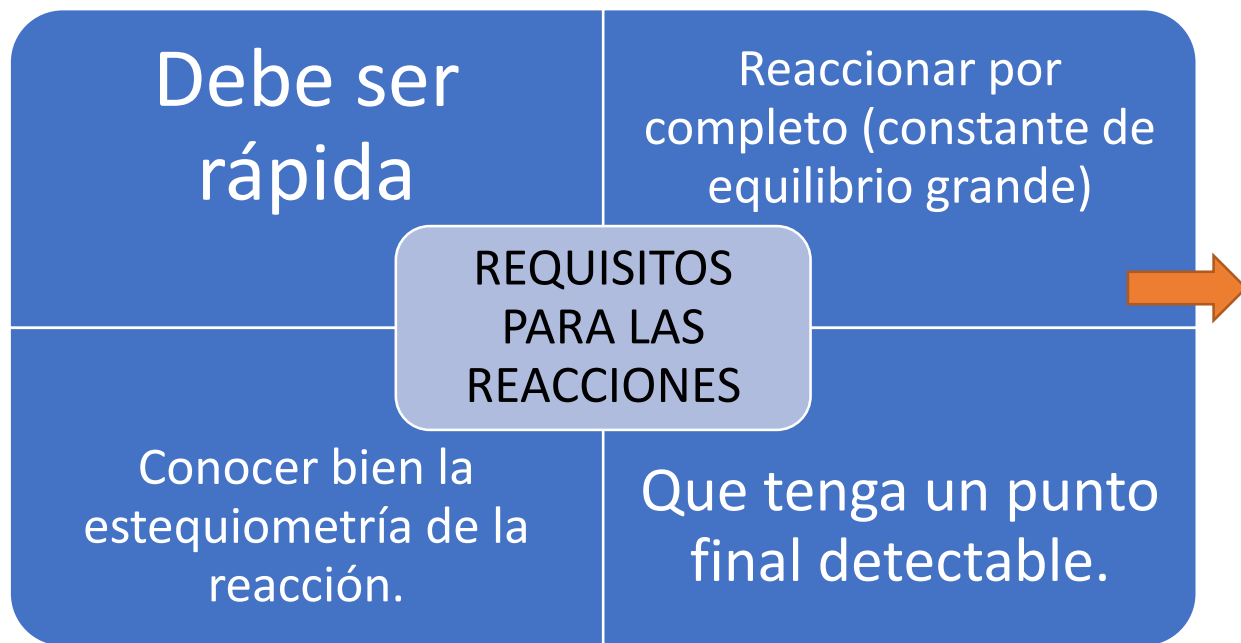 Debe ser
rápida
Reaccionar por
completo (constante de
equilibrio grande)
REQUISITOS
PARA LAS
REACCIONES
Conocer bien la
estequiometría de la
reacción.
Que tenga un punto
final detectable.